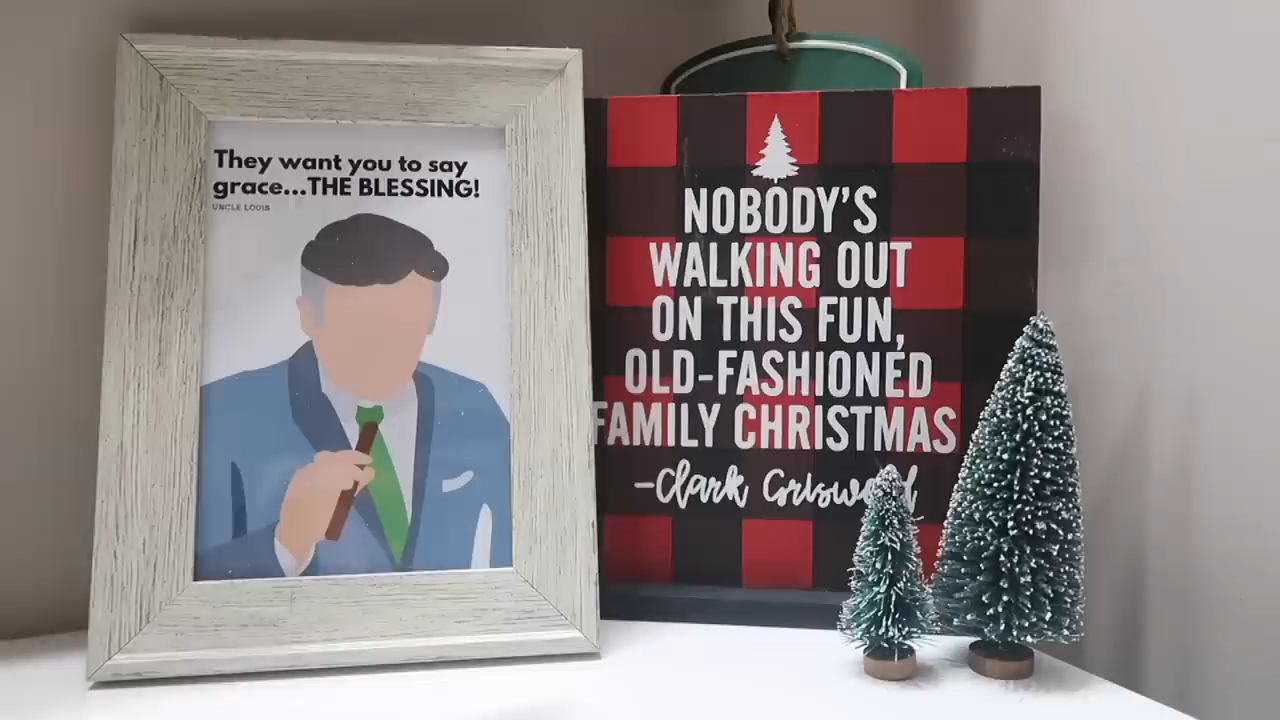 They want you to say
grace...THE BLESSING!
UNCLE LOUIS
NOBODY'S
WALKING OUT
ON THIS FUN,
OLD-FASHIONED
FAMILY CHRISTMAS
-Clark Griswold